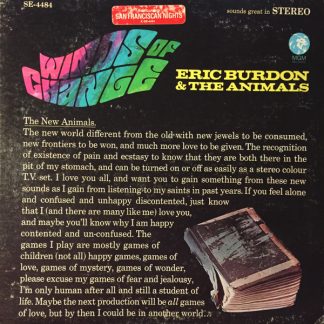 SE-4484
SAN FRANCISCAN NIGHTS
sounds great in STEREO
WINDS OF
CHANGE
MGM
ERIC BURDON
& THE ANIMALS
The New Animals.
The new world different from the old-with new jewels to be consumed,
new frontiers to be won, and much more love to be given. The recognition
of existence of pain and ecstasy to know that they are both there in the
pit of my stomach, and can be turned on or off as easily as a stereo colour
T.V. set. I love you all, and want you to gain something from these new
sounds as I gain from listening-to my saints in past years. If you feel alone
and confused and unhappy discontented, just know
that I (and there are many like me) love you,
and maybe you'll know why I am happy
contented and un-confused. The
games I play are mostly games of
children (not all) happy games, games of
love, games of mystery, games of wonder,
please excuse my games of fear and jealousy,
I'm only human after all and still a student of
life. Maybe the next production will be all games
of love, but by then I could be in another world...